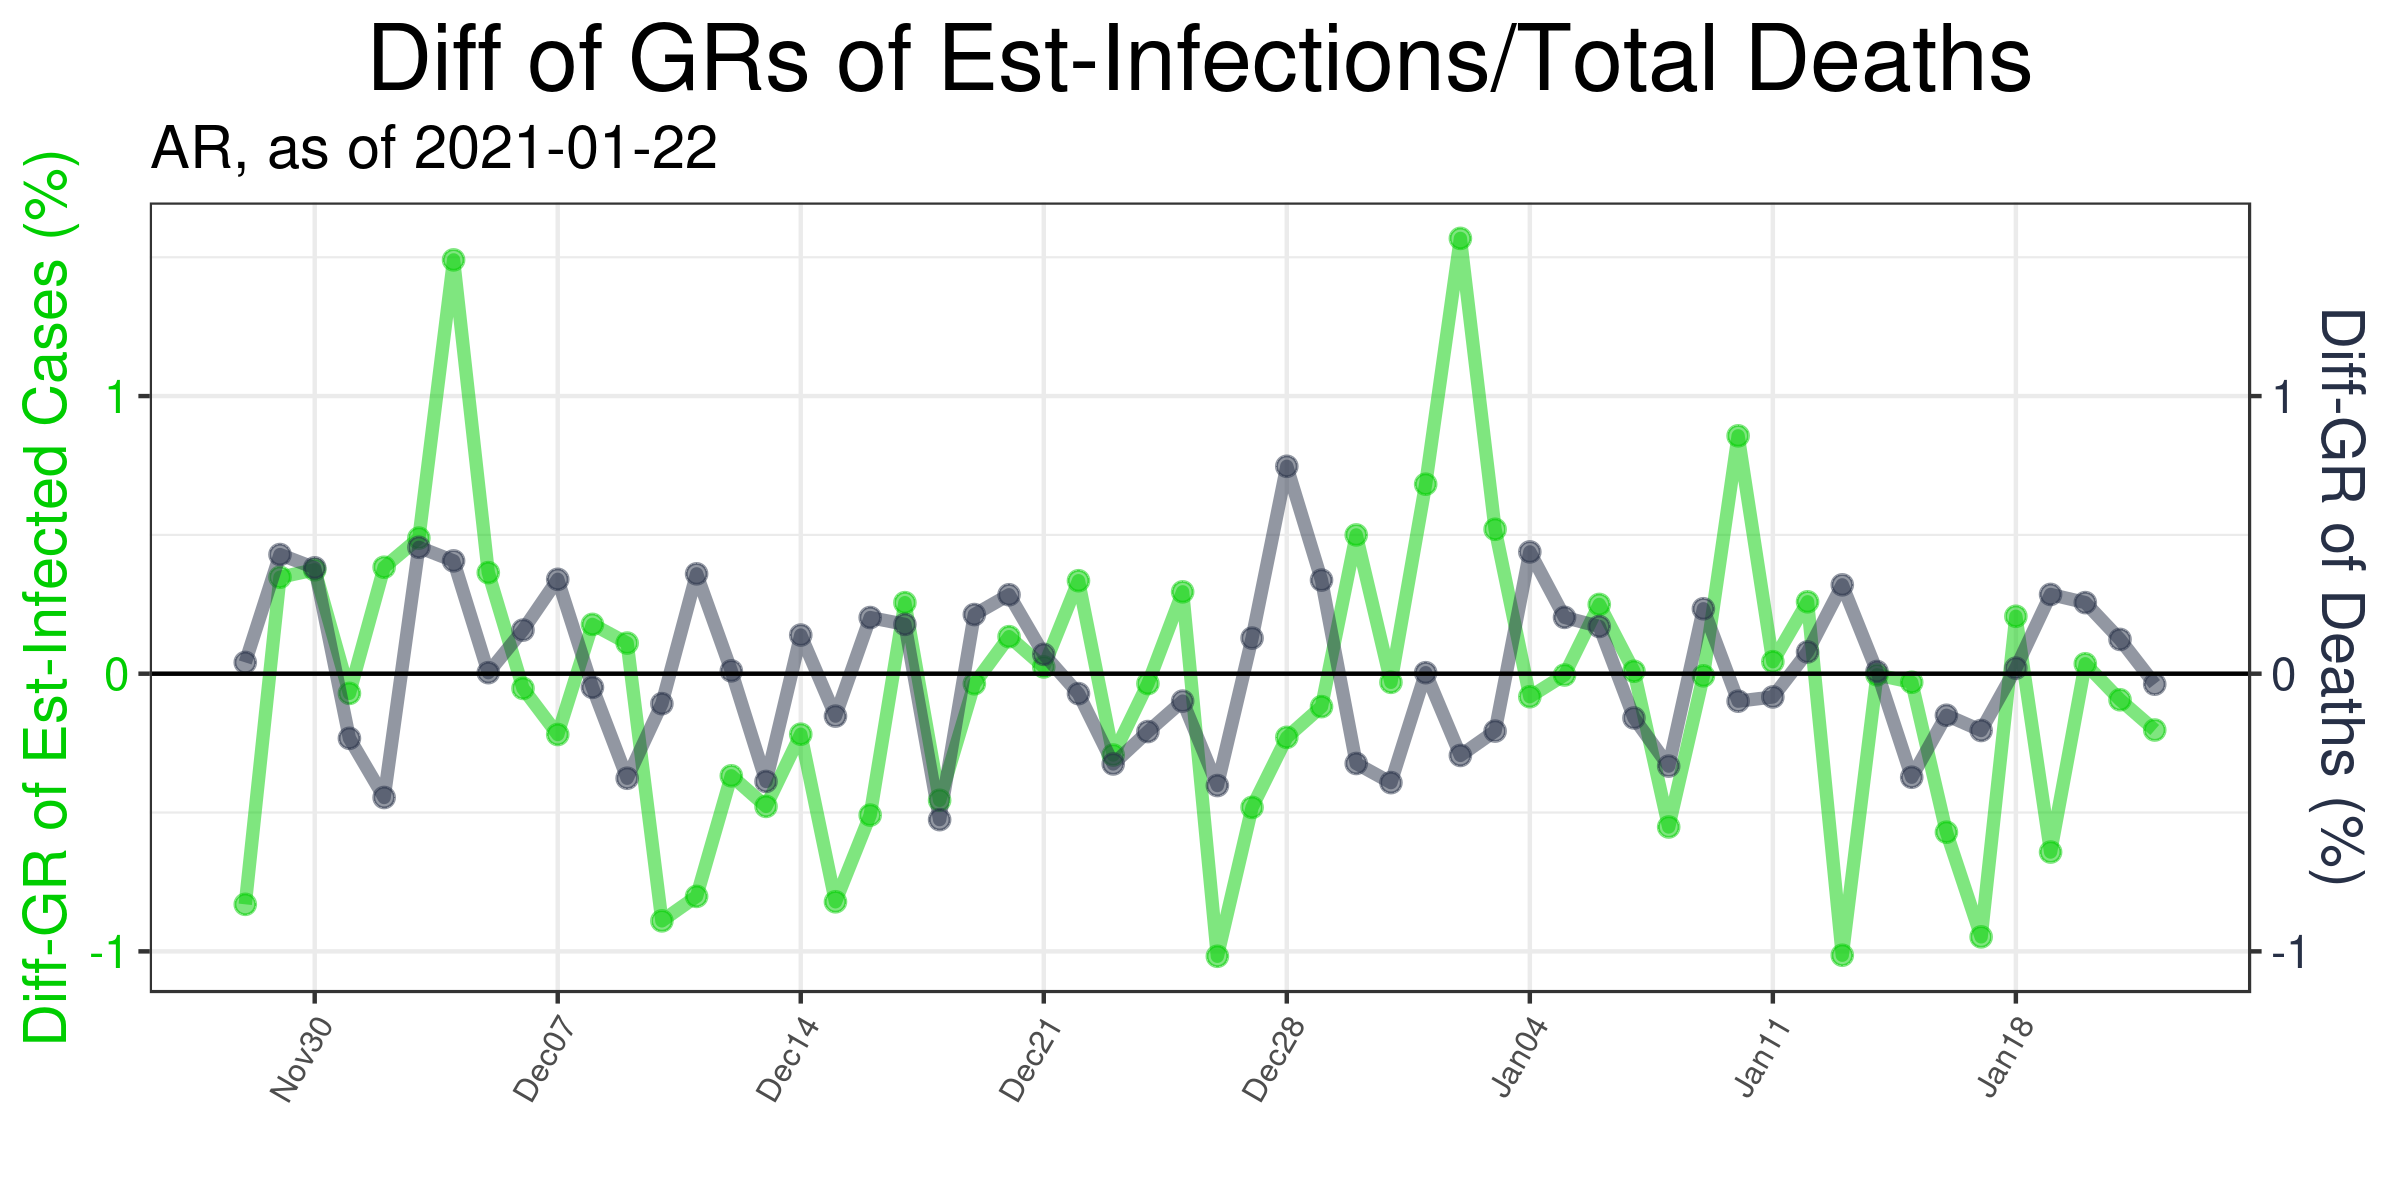 Diff of GRs of Est-Infections/Total Deaths
AR, as of 2021-01-22
Diff-GR of Est-Infected Cases (%)
1
0
-1
1
0
-1
Diff-GR of Deaths (%)
Nov30
Dec07
Dec14
Dec21
Dec28
Jan04
Jan11
Jan18